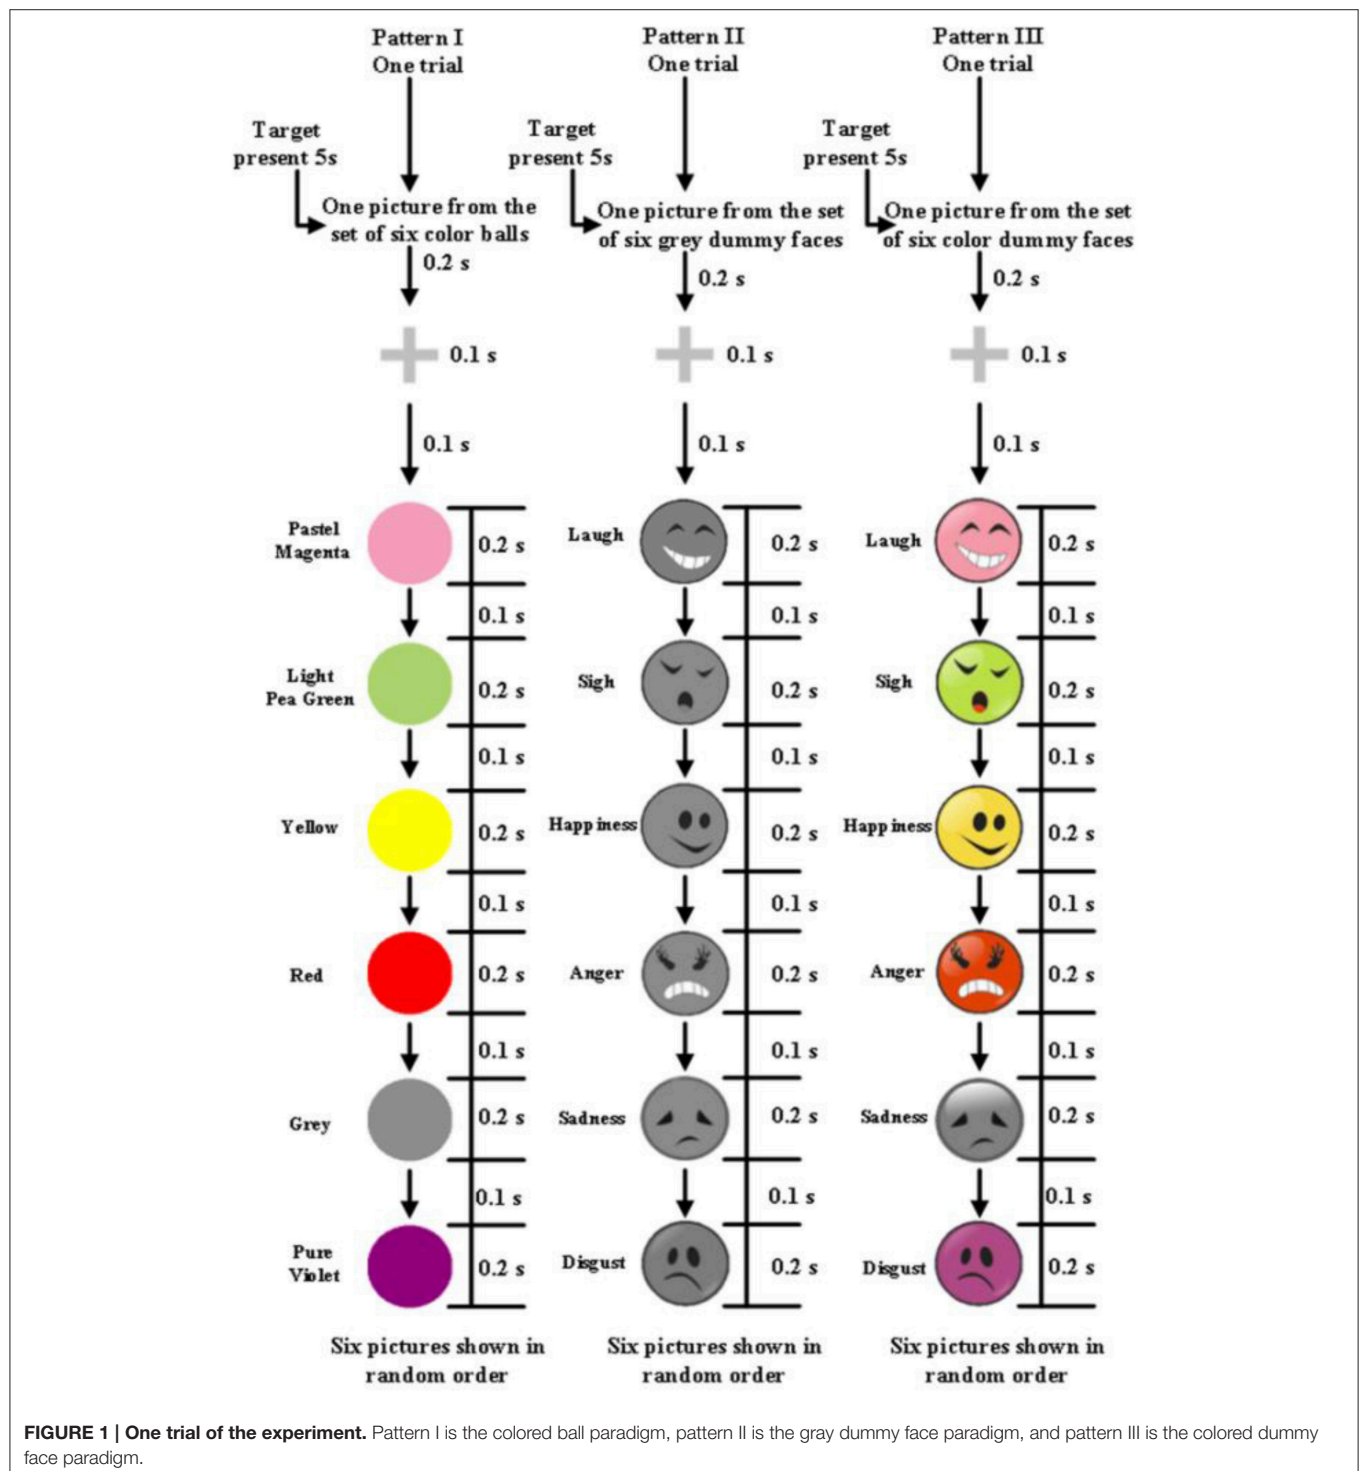 Pattern I
One trial
Pattern II
One trial
Pattern III
One trial
Target
present 5s
Target
present 5s
Target
present 5s
One picture from the
set of six color balls
One picture from the set
of six grey dummy faces
One picture from the set
of six color dummy faces
0.2 s
0.2 s
0.2 s
0.1 s
0.1 s
0.1 s
0.1 s
0.1 s
0.1 s
Pastel
Magenta
0.2 s
Laugh
0.2 s
Laugh
0.2 s
0.1 s
0.1 s
0.1 s
Light
Pea Green
0.2 s
Sigh
0.2 s
Sigh
0.2 s
0.1 s
0.1 s
0.1 s
Yellow
0.2 s
Happiness
0.2 s
Happiness
0.2 s
0.1 s
0.1 s
0.1 s
Red
0.2 s
Anger
0.2 s
Anger
0.2 s
0.1 s
0.1 s
0.1 s
Grey
0.2 s
Sadness
0.2 s
Sadness
0.2 s
0.1 s
0.1 s
0.1 s
Pure
Violet
0.2 s
Disgust
0.2 s
Disgust
0.2 s
Six pictures shown in
random order
Six pictures shown in
random order
Six pictures shown in
random order
FIGURE 1 | One trial of the experiment. Pattern I is the colored ball paradigm, pattern II is the gray dummy face paradigm, and pattern III is the colored dummy
face paradigm.